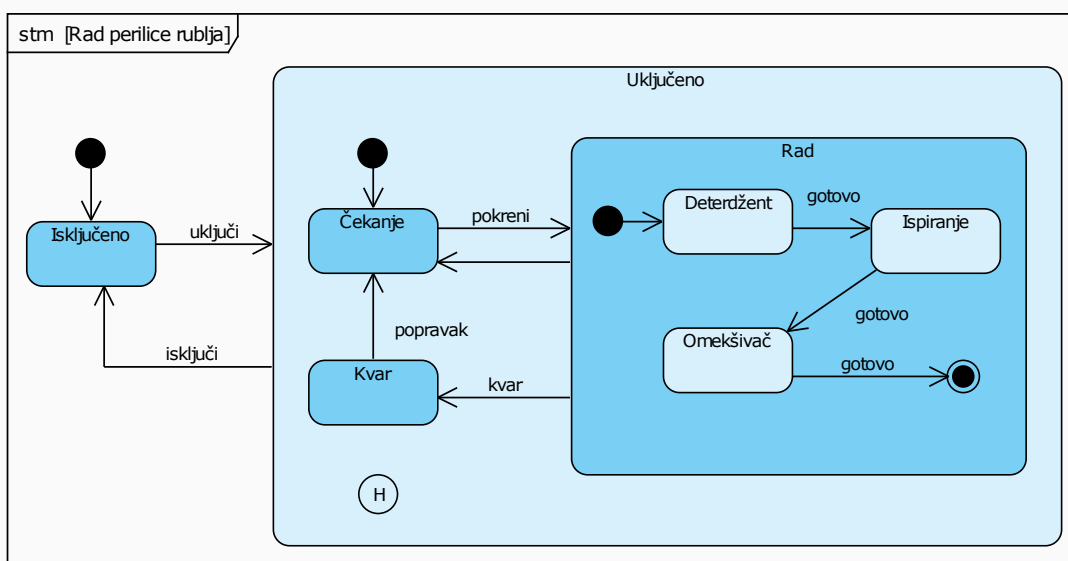 stm [Rad perilice rublja]
Uključeno
Rad
Isključeno
uključi
Čekanje
pokreni
Deterdžent
gotovo
Ispiranje
popravak
gotovo
Omekšivač
isključi
Kvar
kvar
gotovo
H